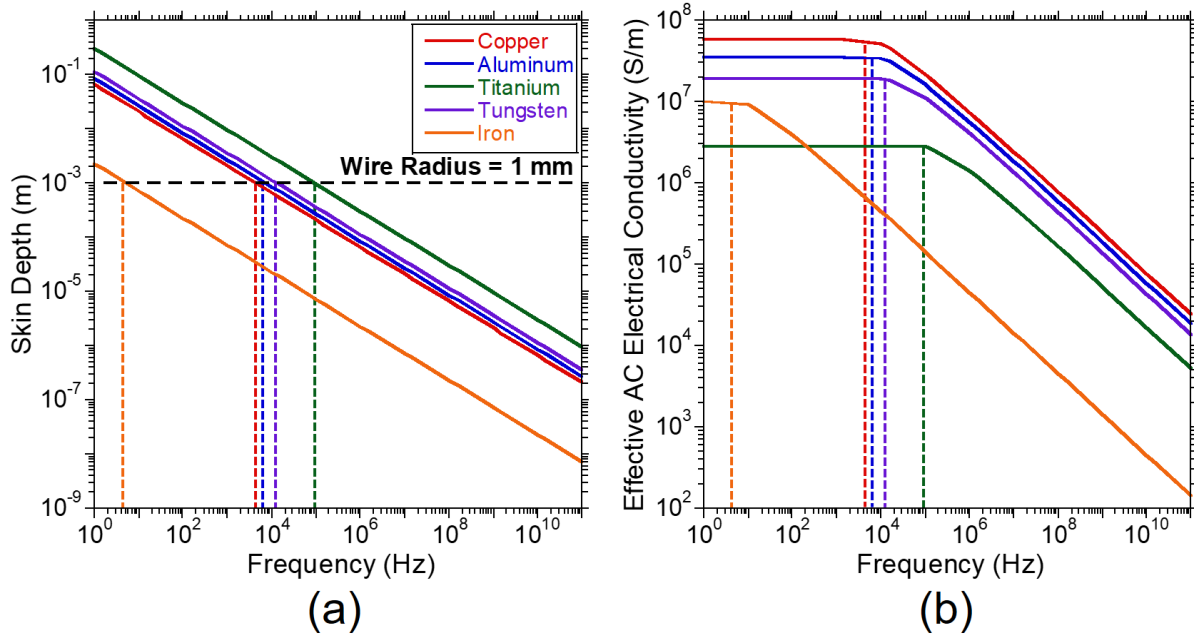 Skin Depth (m)
10^-1
10^-3
10^-5
10^-7
10^-9
Copper
Aluminum
Titanium
Tungsten
Iron
Wire Radius = 1 mm
10^0 10^2 10^4 10^6 10^8 10^10
Frequency (Hz)
(a)
Effective AC Electrical Conductivity (S/m)
10^8
10^7
10^6
10^5
10^4
10^3
10^2
10^0 10^2 10^4 10^6 10^8 10^10
Frequency (Hz)
(b)